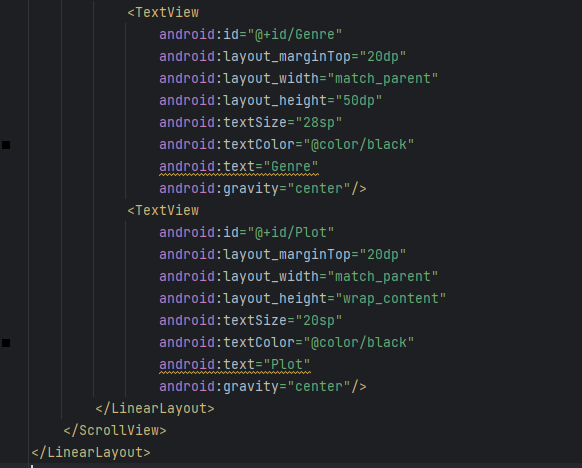 <TextView
android:id="@+id/Genre"
android:layout_marginTop="20dp"
android:layout_width="match_parent"
android:layout_height="50dp"
android:textSize="28sp"
android:textColor="@color/black"
android:text="Genre"
android:gravity="center"/>
<TextView
android:id="@+id/Plot"
android:layout_marginTop="20dp"
android:layout_width="match_parent"
android:layout_height="wrap_content"
android:textSize="20sp"
android:textColor="@color/black"
android:text="Plot"
android:gravity="center"/>
</LinearLayout>
</ScrollView>
</LinearLayout>